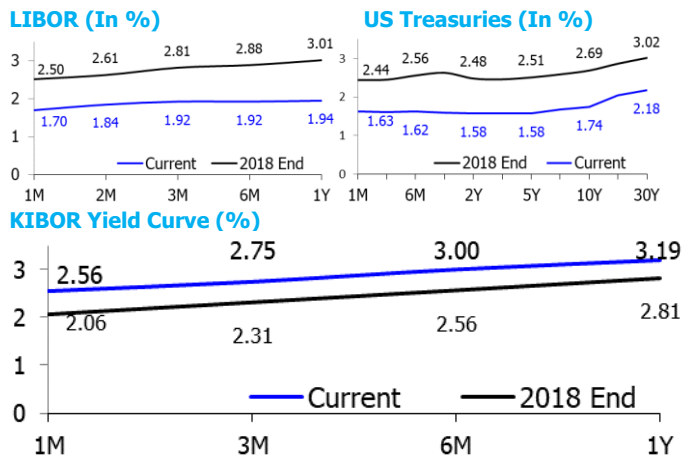 LIBOR (In %)
3
2
1
0
2.50 2.61 2.81 2.88 3.01
1.70 1.84 1.92 1.92 1.94
Current 2018 End
1M 2M 3M 6M 1Y
US Treasuries (In %)
3
2
1
0
2.44 2.56 2.48 2.51 2.69 3.02
1.63 1.62 1.58 1.58 1.74 2.18
2018 End Current
1M 6M 2Y 5Y 10Y 30Y
KIBOR Yield Curve (%)
3
2
1
0
2.56 2.75 3.00 3.19
2.06 2.31 2.56 2.81
Current 2018 End
1M 3M 6M 1Y